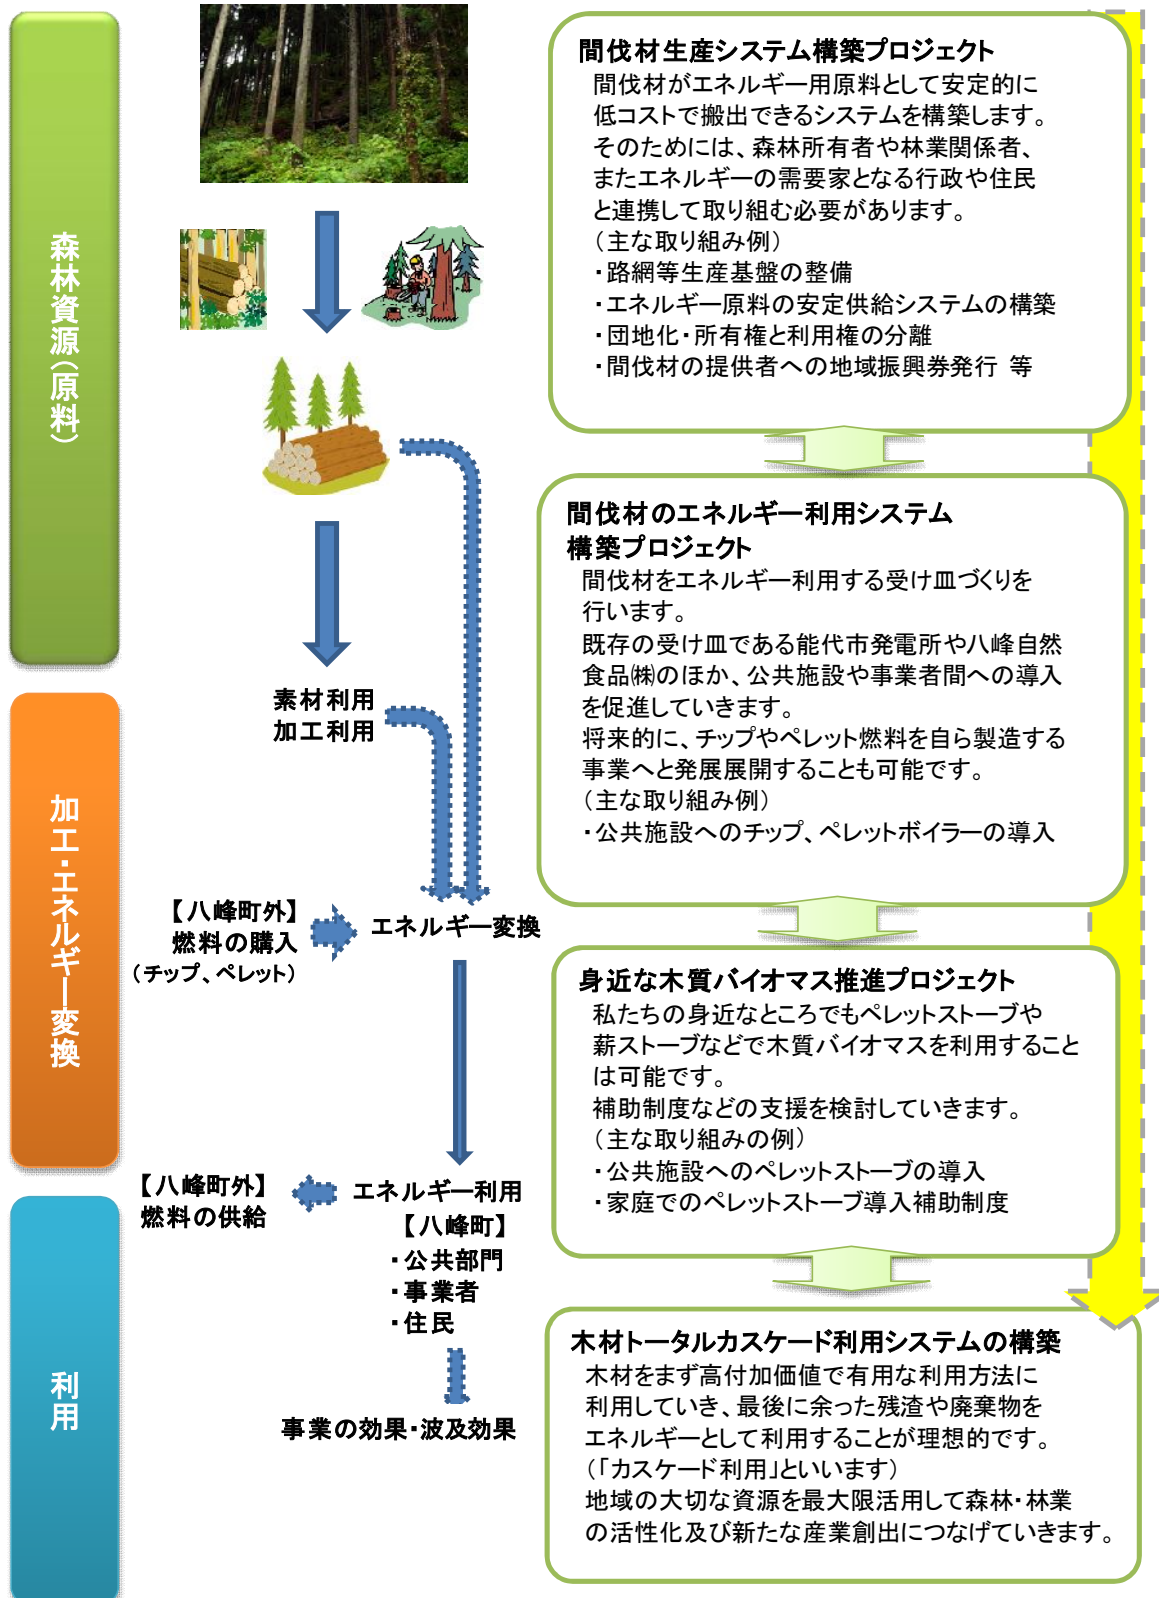 森林資源（原料）
加工・エネルギー変換
利用
素材利用
加工利用
【八峰町外】
燃料の購入
（チップ、ペレット）
エネルギー変換
【八峰町外】
燃料の供給
エネルギー利用
【八峰町】
・公共部門
・事業者
・住民
事業の効果・波及効果
間伐材生産システム構築プロジェクト
間伐材がエネルギー用原料として安定的に
低コストで搬出できるシステムを構築します。
そのためには、森林所有者や林業関係者、
またエネルギーの需要家となる行政や住民
と連携して取り組む必要があります。
（主な取り組み例）
・路網等生産基盤の整備
・エネルギー原料の安定供給システムの構築
・団地化・所有権と利用権の分離
・間伐材の提供者への地域振興券発行 等
間伐材のエネルギー利用システム
構築プロジェクト
間伐材をエネルギー利用する受け皿づくりを
行います。
既存の受け皿である能代市発電所や八峰自然
食品㈱のほか、公共施設や事業者間への導入
を促進していきます。
将来的に、チップやペレット燃料を自ら製造する
事業へと発展展開することも可能です。
（主な取り組み例）
・公共施設へのチップ、ペレットボイラーの導入
身近な木質バイオマス推進プロジェクト
私たちの身近なところでもペレットストーブや
薪ストーブなどで木質バイオマスを利用すること
は可能です。
補助制度などの支援を検討していきます。
（主な取り組みの例）
・公共施設へのペレットストーブの導入
・家庭でのペレットストーブ導入補助制度
木材トータルカスケード利用システムの構築
木材をまず高付加価値で有用な利用方法に
利用していき、最後に余った残渣や廃棄物を
エネルギーとして利用することが理想的です。
（「カスケード利用」といいます）
地域の大切な資源を最大限活用して森林・林業
の活性化及び新たな産業創出につなげていきます。